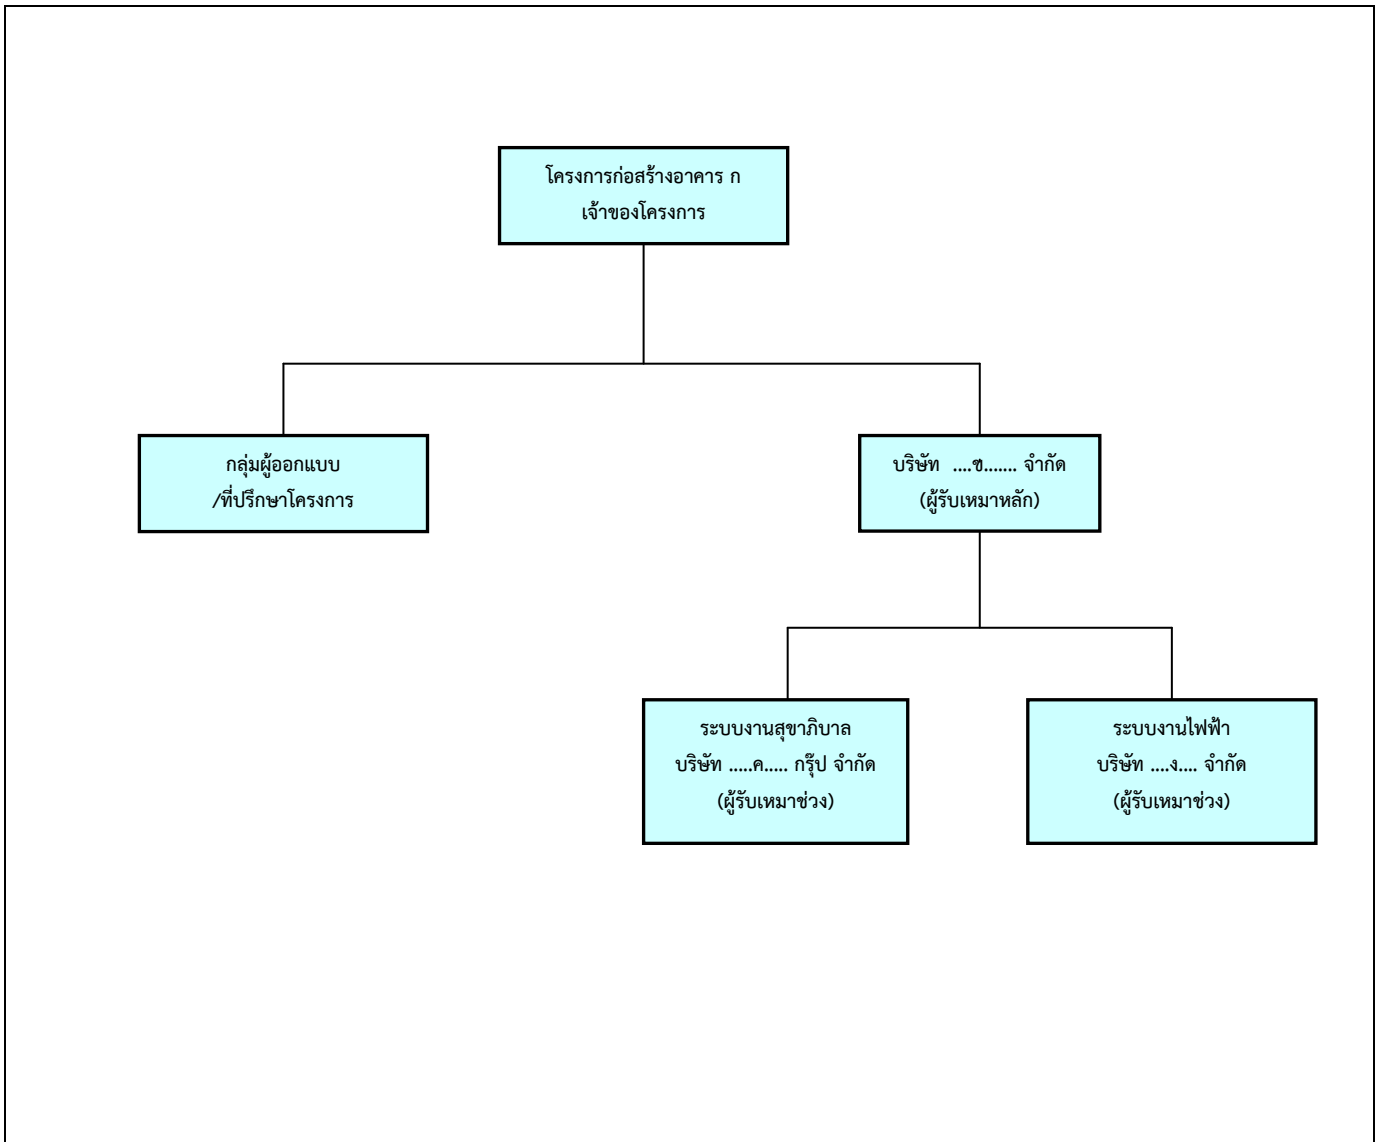 โครงการก่อสร้างอาคาร ก
เจ้าของโครงการ
กลุ่มผู้ออกแบบ
/ที่ปรึกษาโครงการ
บริษัท ....ข....... จำกัด
(ผู้รับเหมาหลัก)
ระบบงานสุขาภิบาล
บริษัท .....ค..... กรุ๊ป จำกัด
(ผู้รับเหมาช่วง)
ระบบงานไฟฟ้า
บริษัท ....ง.... จำกัด
(ผู้รับเหมาช่วง)